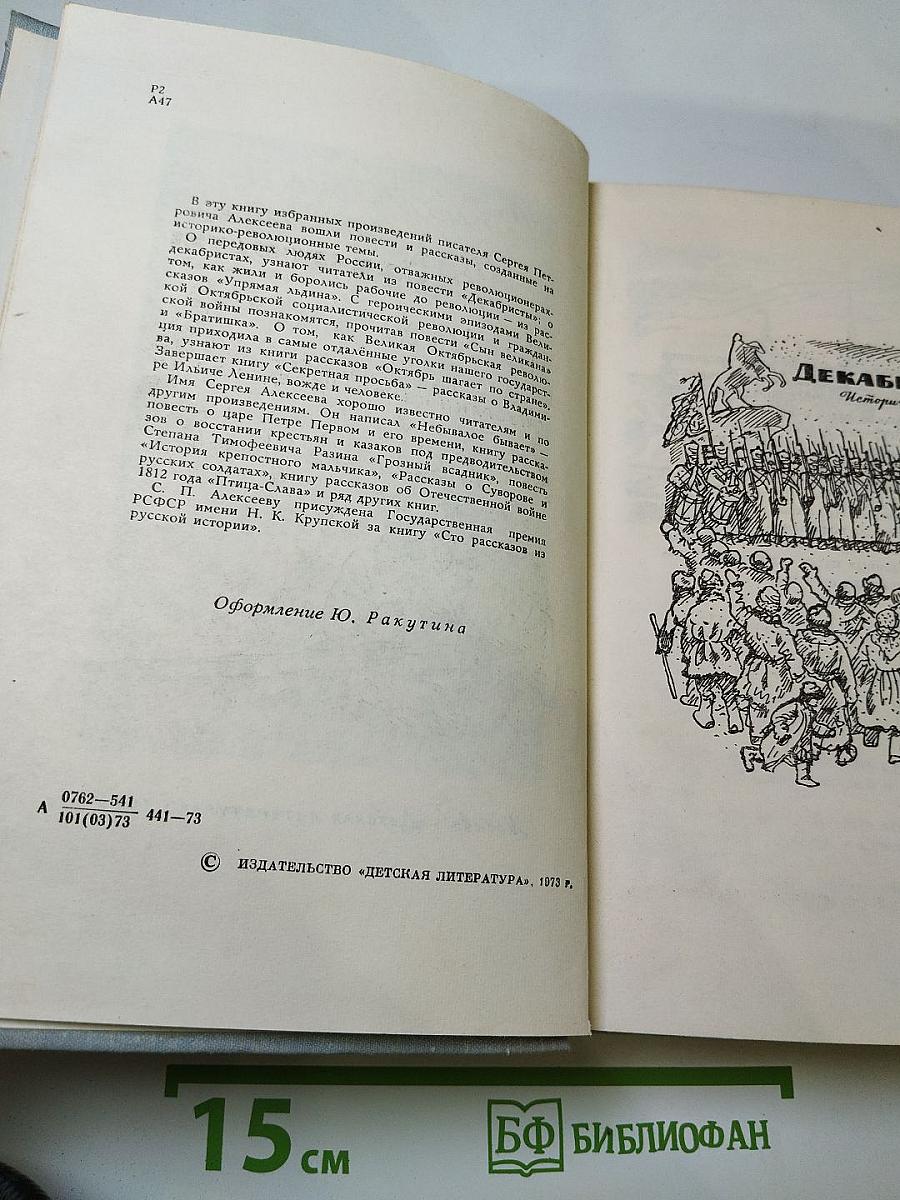 Р2
А47
В эту книгу избранных произведений писателя Сергея Пет-
ровича Алексеева вошли повести и рассказы, созданные на
историко-революционные темы.
О передовых людях России, отважных революционерах-
декабристах, узнают читатели из повести «Декабристы»; о
том, как жили и боролись рабочие до революции — из рас-
сказов «Упрямая льдина». С героическими эпизодами Вели-
кой Октябрьской социалистической революции и граждан-
ской войны познакомятся, прочитав повести «Сын великана»
и «Братишка». О том, как Великая Октябрьская револю-
ция приходила в самые отдалённые уголки нашего государст-
ва, узнают из книги рассказов «Октябрь шагает по стране».
Завершает книгу «Секретная просьба» — рассказы о Владими-
ре Ильиче Ленине, вожде и человеке.
Имя Сергея Алексеева хорошо известно читателям и по
другим произведениям. Он написал «Небывалое бывает» —
повесть о царе Петре Первом и его времени, книгу расска-
зов о восстании крестьян и казаков под предводительством
Степана Тимофеевича Разина «Грозный всадник», повесть
«История крепостного мальчика», «Рассказы о Суворове и
русских солдатах», книгу рассказов об Отечественной войне
1812 года «Птица-Слава» и ряд других книг.
С. П. Алексееву присуждена Государственная премия
РСФСР имени Н. К. Крупской за книгу «Сто рассказов из
русской истории».
Оформление Ю. Ракутина
А 0762—541
101(03)73 441—73
© ИЗДАТЕЛЬСТВО «ДЕТСКАЯ ЛИТЕРАТУРА», 1973 г.
ДЕКАБ
Истори
15 см
БФ БИБЛИОФАН